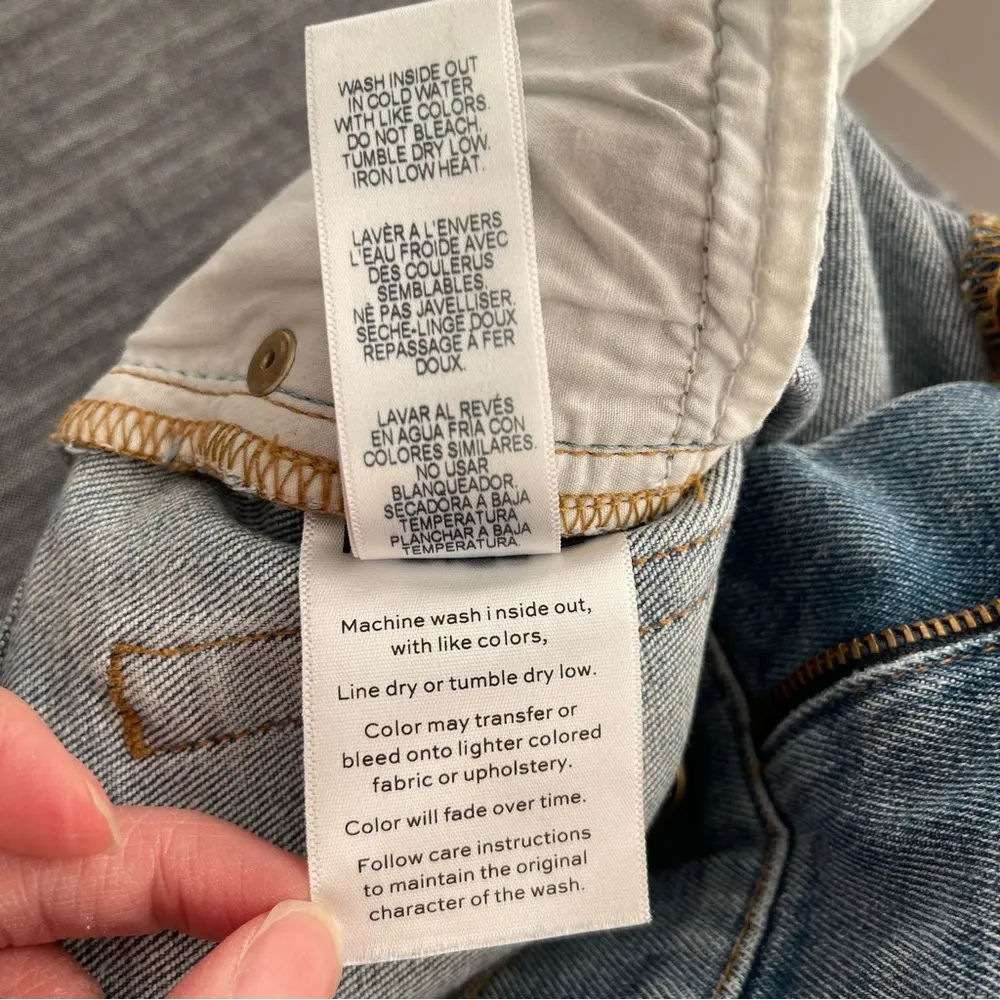 WASH INSIDE OUT
IN COLD WATER
WITH LIKE COLORS.
DO NOT BLEACH.
TUMBLE DRY LOW.
IRON LOW HEAT.
LAVÈR A L'ENVERS
L'EAU FROIDE AVEC
DES COULERUS
SEMBLABLES.
NÈ PAS JAVELLISER.
SECHE-LINGE DOUX
REPASSAGE A FER
DOUX.
LAVAR AL REVÉS
EN AGUA FRIA CON
COLORES SIMILARES.
NO USAR
BLANQUEADOR.
SECADORA A BAJA
TEMPERATURA
PLANCHAR A BAJA
TEMPERATURA.
Machine wash inside out,
with like colors,
Line dry or tumble dry low.
Color may transfer or
bleed onto lighter colored
fabric or upholstery.
Color will fade over time.
Follow care instructions
to maintain the original
character of the wash.